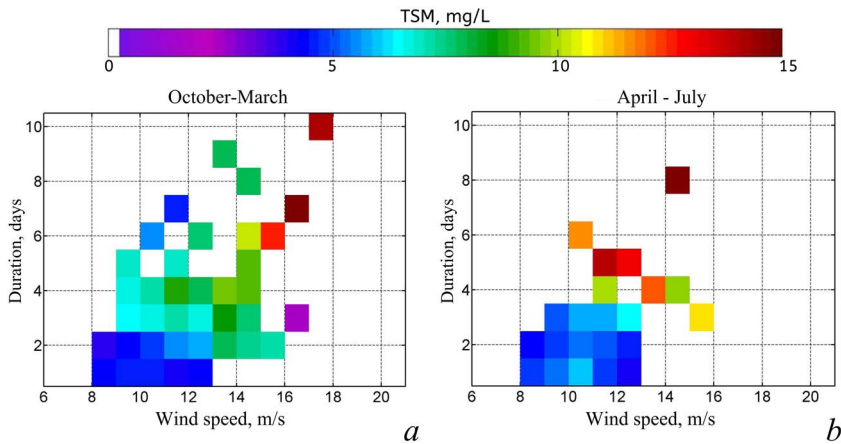 TSM, mg/L
0 5 10 15
October-March
April - July
Duration, days
10
8
6
4
2
6 8 10 12 14 16 18 20
Wind speed, m/s
a
Duration, days
10
8
6
4
2
6 8 10 12 14 16 18 20
Wind speed, m/s
b